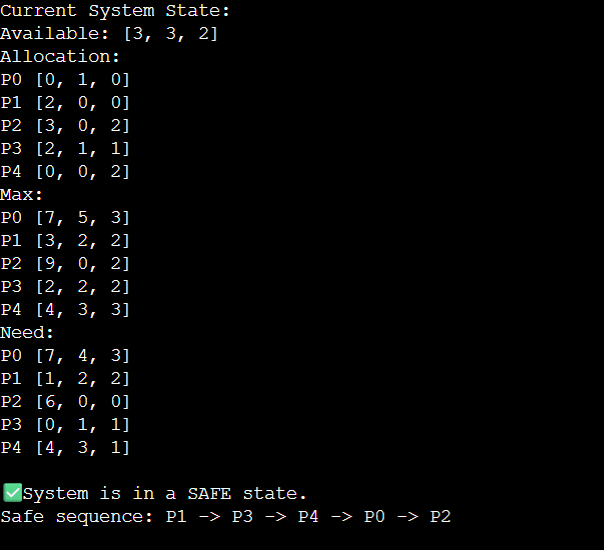 Current System State:
Available: [3, 3, 2]
Allocation:
P0 [0, 1, 0]
P1 [2, 0, 0]
P2 [3, 0, 2]
P3 [2, 1, 1]
P4 [0, 0, 2]
Max:
P0 [7, 5, 3]
P1 [3, 2, 2]
P2 [9, 0, 2]
P3 [2, 2, 2]
P4 [4, 3, 3]
Need:
P0 [7, 4, 3]
P1 [1, 2, 2]
P2 [6, 0, 0]
P3 [0, 1, 1]
P4 [4, 3, 1]
✅System is in a SAFE state.
Safe sequence: P1 -> P3 -> P4 -> P0 -> P2